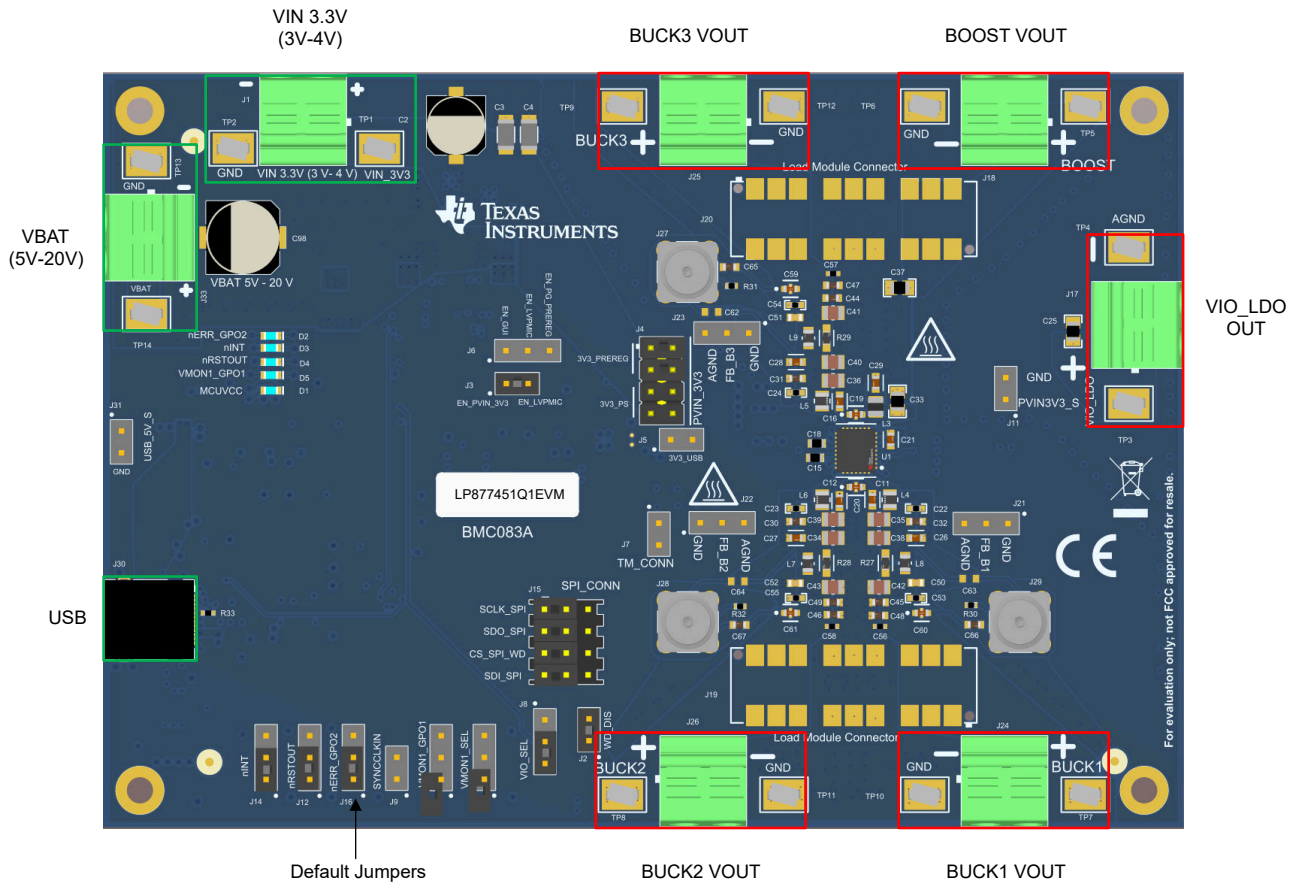 VIN 3.3V
(3V-4V)
BUCK3 VOUT
BOOST VOUT
J1
TP2
TP1
C2
GND
VIN 3.3V (3 V- 4 V)
VIN_3V3
C3
C4
TP9
BUCK3
TP12
TP6
GND
GND
TP5
BOOST
J25
Load Module Connector
J18
J20
TP13
GND
VBAT
(5V-20V)
VBAT
J33
TP14
C98
VBAT 5V - 20 V
TEXAS
INSTRUMENTS
J27
C65
R31
C62
C59
C54
C51
C57
C47
C44
C41
C37
TP4
AGND
J17
C25
VIO_LDO
OUT
VIO_LDO
TP3
nERR_GPO2
D2
nINT
D3
nRSTOUT
D4
VMON1_GPO1
D5
MCUVCC
D1
EN_GUI
EN_LVPMIC
EN_PG_PREREG
J6
J3
EN_PVIN_3V3
EN_LVPMIC
J4
3V3_PREREG
3V3_PS
PVIN_3V3
J5
3V3_USB
J23
AGND
FB_B3
GND
L9
R29
C28
C31
C24
C40
C36
C29
L5
C19
C16
C33
L3
C21
C18
C15
U1
GND
PVIN3V3_S
J11
J31
USB_5V_S
GND
LP877451Q1EVM
BMC083A
J7
TM_CONN
J22
GND
FB_B2
AGND
C12
C20
C11
L6
L4
C23
C30
C27
C39
C34
C35
C38
C22
C32
C26
J21
AGND
FB_B1
GND
L7
R28
R27
L8
C52
C55
C43
C49
C46
C42
C45
C48
C50
C53
C61
C58
C56
C60
C64
R32
C67
C63
R30
C66
J28
J29
For evaluation only; not FCC approved for resale.
CE
USB
J30
R33
J15
SPI_CONN
SCLK_SPI
SDO_SPI
CS_SPI_WD
SDI_SPI
J19
J26
Load Module Connector
J24
J8
VIO_SEL
J2
WD_DIS
nINT
J14
nRSTOUT
J12
nERR_GPO2
J16
SYNCCLKIN
J9
VMON1_GPO1
VMON1_SEL
BUCK2
TP8
GND
TP11
TP10
GND
BUCK1
TP7
Default Jumpers
BUCK2 VOUT
BUCK1 VOUT